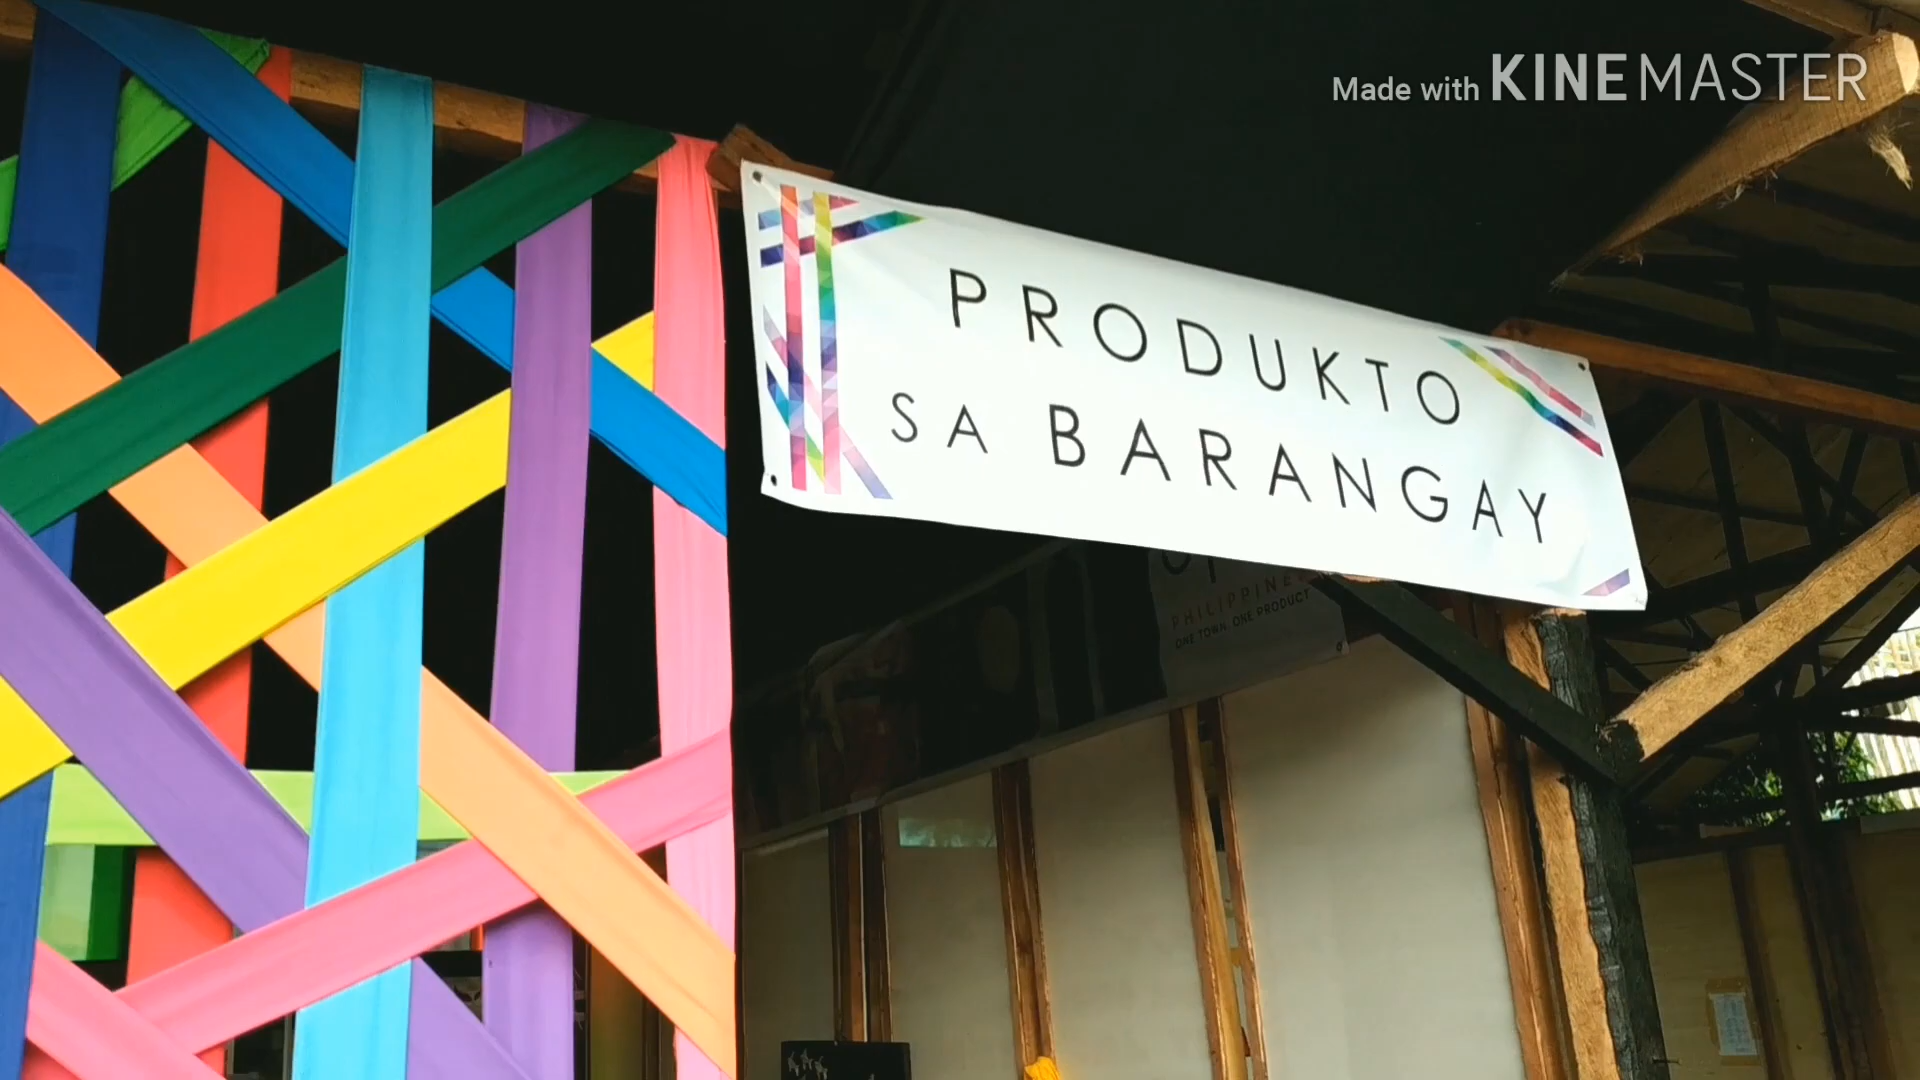 Made with KINEMASTER
PRODUKTO
SA BARANGAY
PHILIPPINES
ONE TOWN. ONE PRODUCT